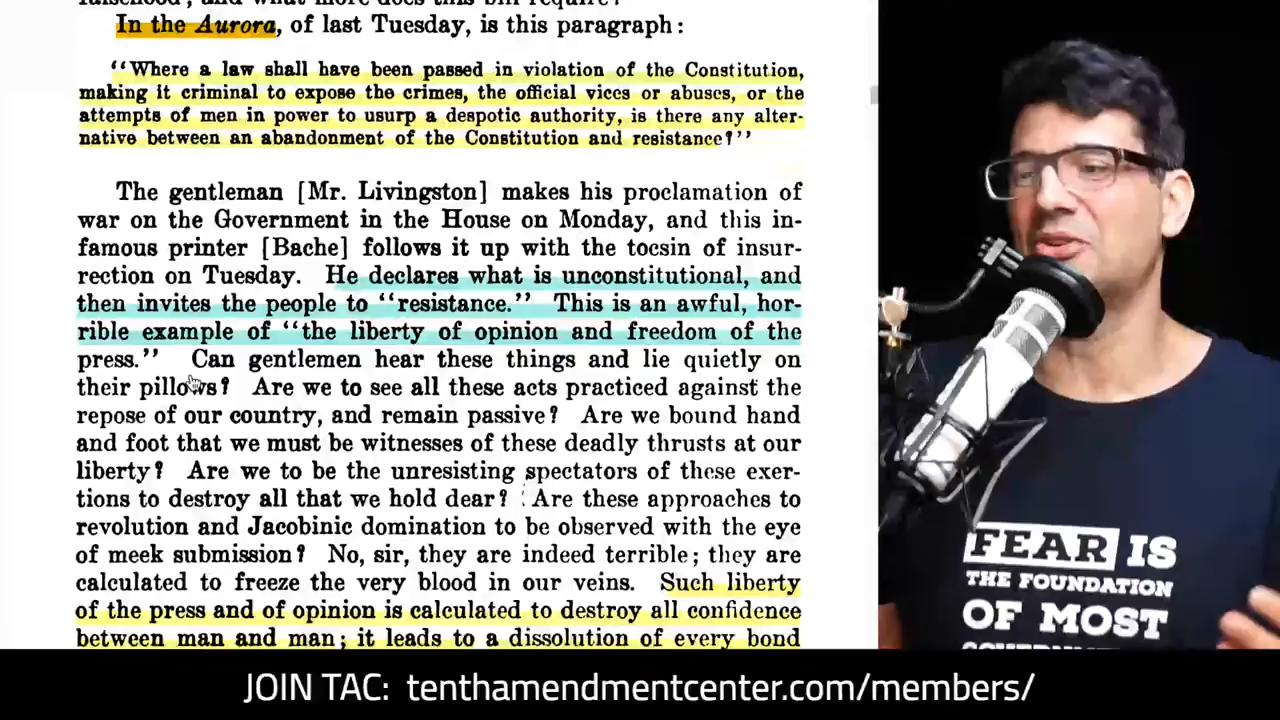 falsehood; and what more does this bill require?
In the Aurora, of last Tuesday, is this paragraph:
“Where a law shall have been passed in violation of the Constitution,
making it criminal to expose the crimes, the official vices or abuses, or the
attempts of men in power to usurp a despotic authority, is there any alter-
native between an abandonment of the Constitution and resistance?”
The gentleman [Mr. Livingston] makes his proclamation of
war on the Government in the House on Monday, and this in-
famous printer [Bache] follows it up with the tocsin of insur-
rection on Tuesday. He declares what is unconstitutional, and
then invites the people to “resistance.” This is an awful, hor-
rible example of “the liberty of opinion and freedom of the
press.” Can gentlemen hear these things and lie quietly on
their pillows? Are we to see all these acts practiced against the
repose of our country, and remain passive? Are we bound hand
and foot that we must be witnesses of these deadly thrusts at our
liberty? Are we to be the unresisting spectators of these exer-
tions to destroy all that we hold dear? Are these approaches to
revolution and Jacobinic domination to be observed with the eye
of meek submission? No, sir, they are indeed terrible; they are
calculated to freeze the very blood in our veins. Such liberty
of the press and of opinion is calculated to destroy all confidence
between man and man; it leads to a dissolution of every bond
FEAR IS
THE FOUNDATION
OF MOST
JOIN TAC: tenthamendmentcenter.com/members/